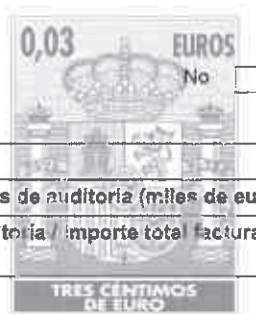 0,03 EUROS
No
s de auditoria (miles de eu
toria / Importe total factura
TRES CÉNTIMOS
DE EURO